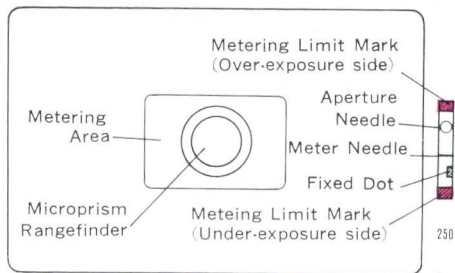 Metering Limit Mark
(Over-exposure side)
Aperture
Needle
Metering
Area
Meter Needle
Fixed Dot
Microprism
Rangefinder
Meteing Limit Mark
(Under-exposure side)
250